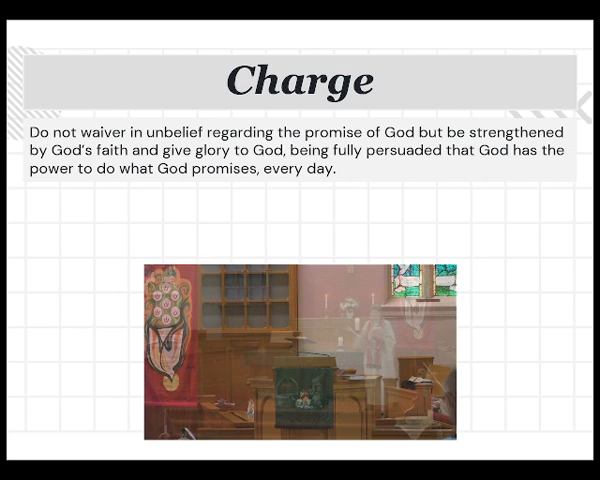 Charge
Do not waiver in unbelief regarding the promise of God but be strengthened
by God's faith and give glory to God, being fully persuaded that God has the
power to do what God promises, every day.